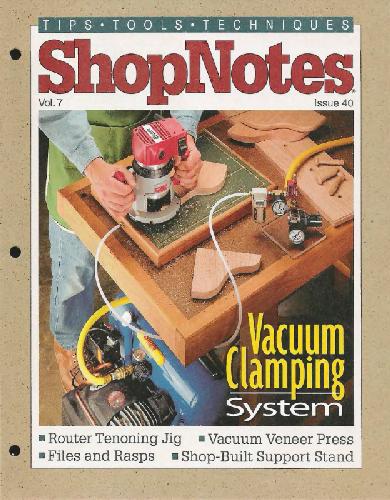 TIPS • TOOLS • TECHNIQUES
ShopNotes®
Vol. 7 Issue 40
Vacuum
Clamping
System
■ Router Tenoning Jig ■ Vacuum Veneer Press
■ Files and Rasps ■ Shop-Built Support Stand